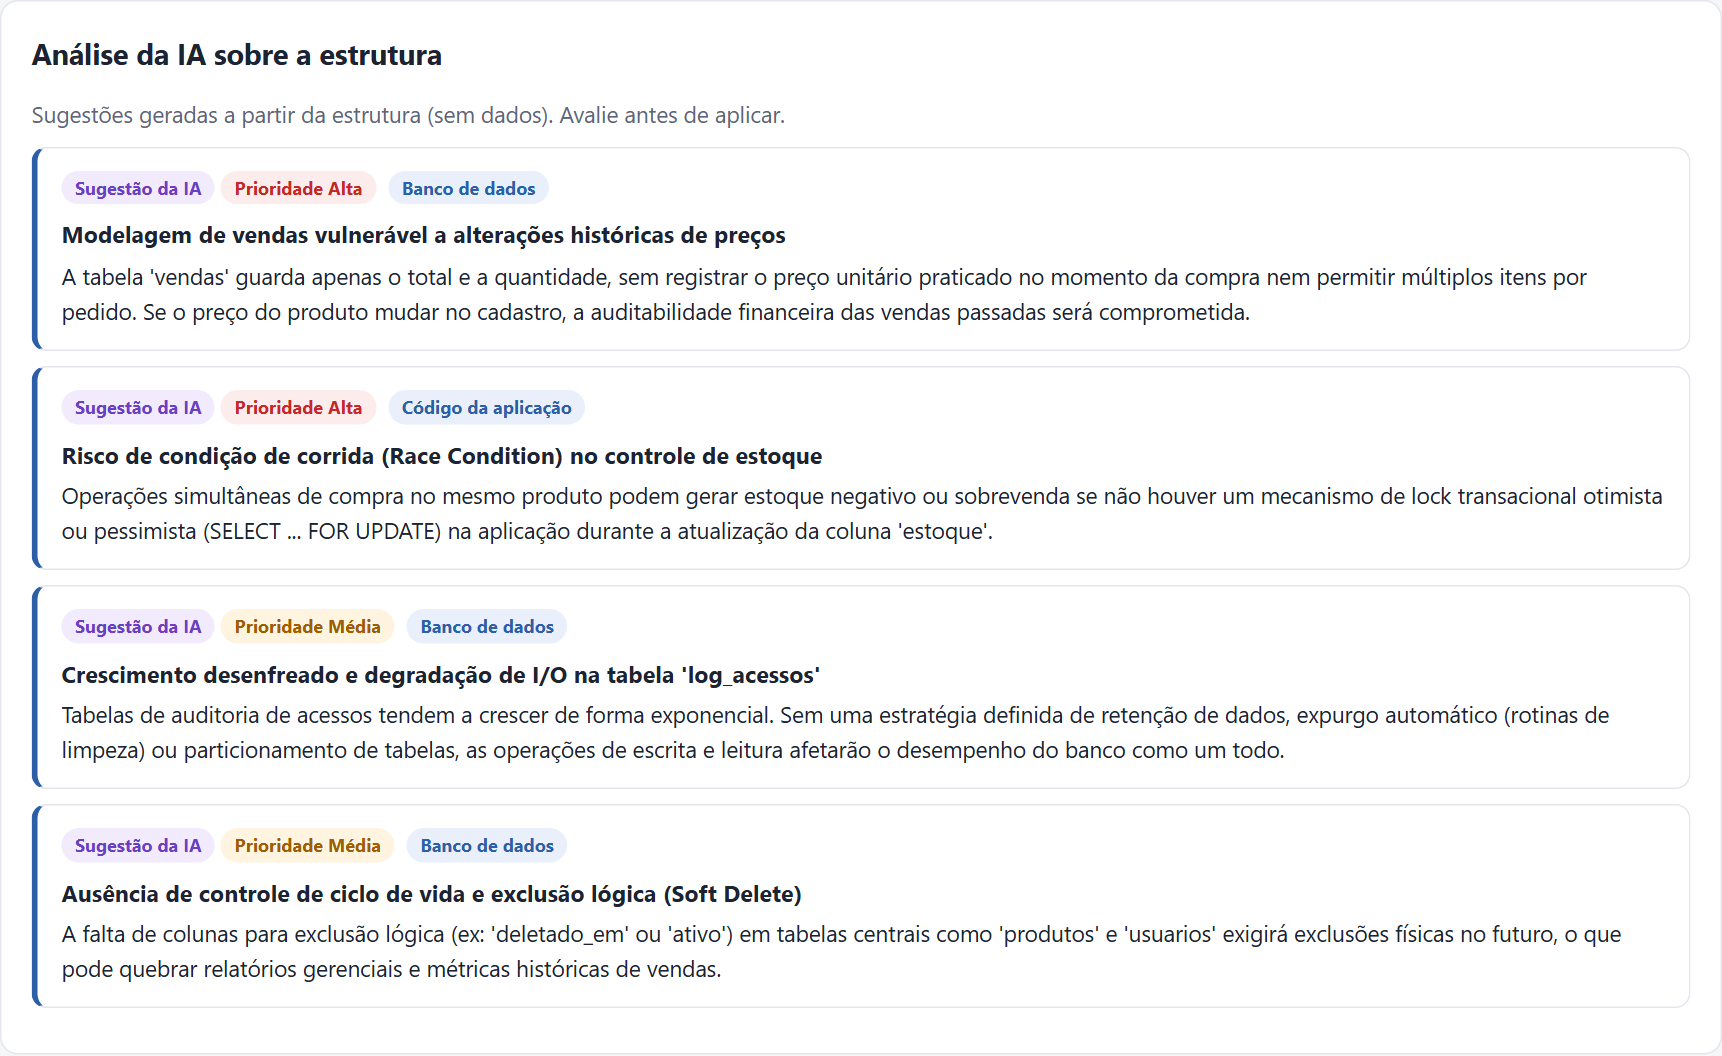 Análise da IA sobre a estrutura
Sugestões geradas a partir da estrutura (sem dados). Avalie antes de aplicar.
Sugestão da IA Prioridade Alta Banco de dados
Modelagem de vendas vulnerável a alterações históricas de preços
A tabela 'vendas' guarda apenas o total e a quantidade, sem registrar o preço unitário praticado no momento da compra nem permitir múltiplos itens por
pedido. Se o preço do produto mudar no cadastro, a auditabilidade financeira das vendas passadas será comprometida.
Sugestão da IA Prioridade Alta Código da aplicação
Risco de condição de corrida (Race Condition) no controle de estoque
Operações simultâneas de compra no mesmo produto podem gerar estoque negativo ou sobrevenda se não houver um mecanismo de lock transacional otimista
ou pessimista (SELECT ... FOR UPDATE) na aplicação durante a atualização da coluna 'estoque'.
Sugestão da IA Prioridade Média Banco de dados
Crescimento desenfreado e degradação de I/O na tabela 'log_acessos'
Tabelas de auditoria de acessos tendem a crescer de forma exponencial. Sem uma estratégia definida de retenção de dados, expurgo automático (rotinas de
limpeza) ou particionamento de tabelas, as operações de escrita e leitura afetarão o desempenho do banco como um todo.
Sugestão da IA Prioridade Média Banco de dados
Ausência de controle de ciclo de vida e exclusão lógica (Soft Delete)
A falta de colunas para exclusão lógica (ex: 'deletado_em' ou 'ativo') em tabelas centrais como 'produtos' e 'usuarios' exigirá exclusões físicas no futuro, o que
pode quebrar relatórios gerenciais e métricas históricas de vendas.